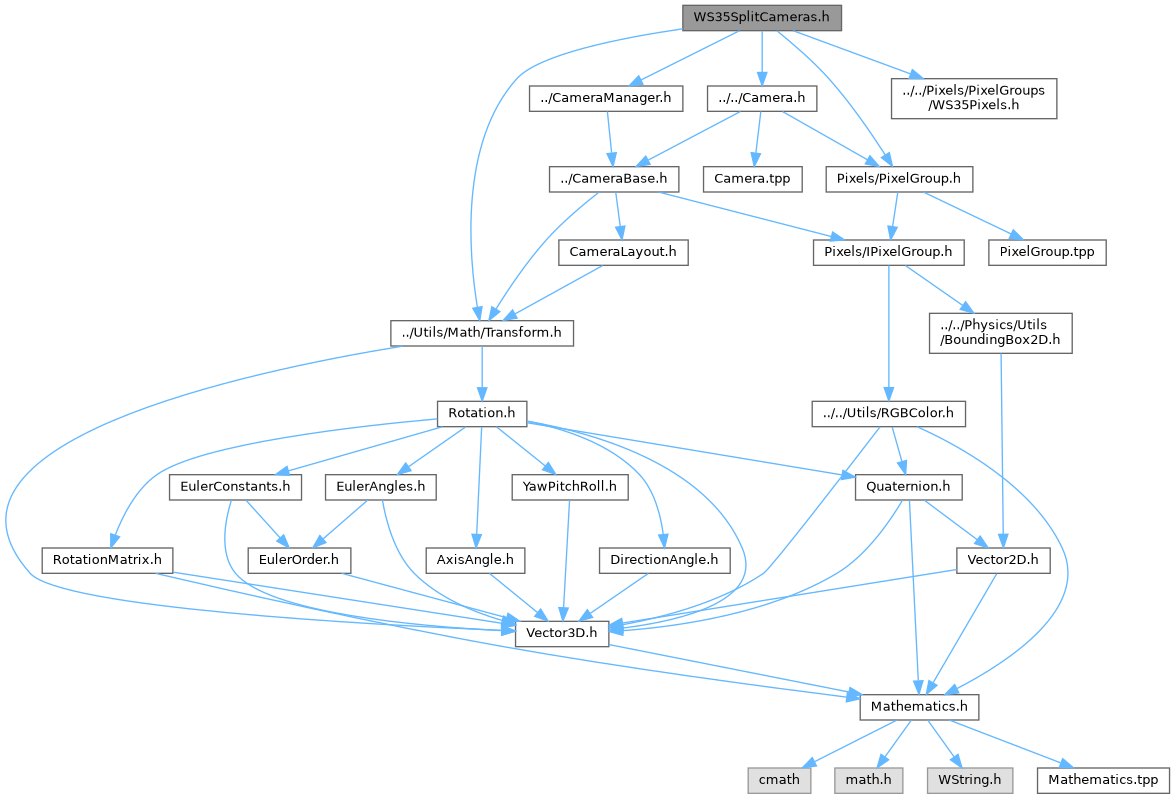 WS35SplitCameras.h
../CameraManager.h
../../Camera.h
../../Pixels/PixelGroups
/WS35Pixels.h
../CameraBase.h
Camera.tpp
Pixels/PixelGroup.h
CameraLayout.h
Pixels/IPixelGroup.h
PixelGroup.tpp
../Utils/Math/Transform.h
../../Physics/Utils
/BoundingBox2D.h
Rotation.h
../../Utils/RGBColor.h
EulerConstants.h
EulerAngles.h
YawPitchRoll.h
Quaternion.h
RotationMatrix.h
EulerOrder.h
AxisAngle.h
DirectionAngle.h
Vector2D.h
Vector3D.h
Mathematics.h
cmath
math.h
WString.h
Mathematics.tpp